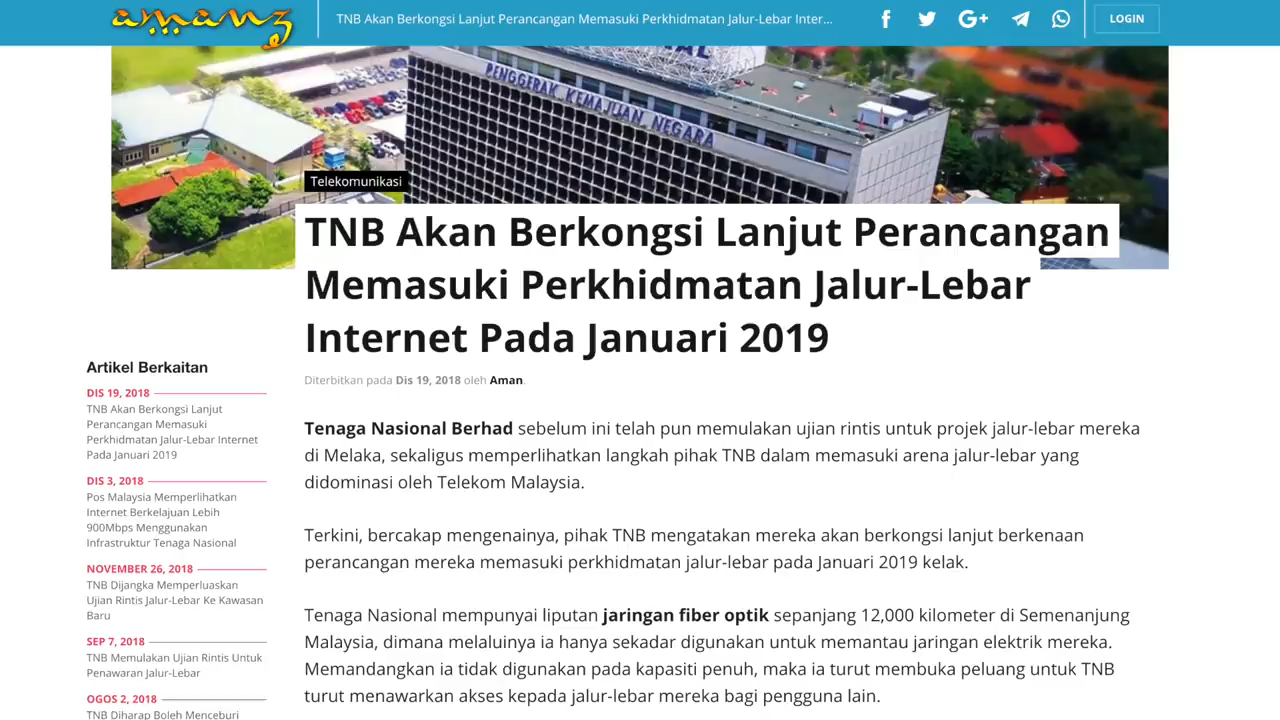 amanz
TNB Akan Berkongsi Lanjut Perancangan Memasuki Perkhidmatan Jalur-Lebar Inter...
LOGIN
PENGGERAK KEMAJUAN NEGARA
Telekomunikasi
TNB Akan Berkongsi Lanjut Perancangan
Memasuki Perkhidmatan Jalur-Lebar
Internet Pada Januari 2019
Diterbitkan pada Dis 19, 2018 oleh Aman.
Artikel Berkaitan
DIS 19, 2018
TNB Akan Berkongsi Lanjut
Perancangan Memasuki
Perkhidmatan Jalur-Lebar Internet
Pada Januari 2019
DIS 3, 2018
Pos Malaysia Memperlihatkan
Internet Berkelajuan Lebih
900Mbps Menggunakan
Infrastruktur Tenaga Nasional
NOVEMBER 26, 2018
TNB Dijangka Memperluaskan
Ujian Rintis Jalur-Lebar Ke Kawasan
Baru
SEP 7, 2018
TNB Memulakan Ujian Rintis Untuk
Penawaran Jalur-Lebar
OGOS 2, 2018
TNB Diharap Boleh Menceburi
Tenaga Nasional Berhad sebelum ini telah pun memulakan ujian rintis untuk projek jalur-lebar mereka
di Melaka, sekaligus memperlihatkan langkah pihak TNB dalam memasuki arena jalur-lebar yang
didominasi oleh Telekom Malaysia.
Terkini, bercakap mengenainya, pihak TNB mengatakan mereka akan berkongsi lanjut berkenaan
perancangan mereka memasuki perkhidmatan jalur-lebar pada Januari 2019 kelak.
Tenaga Nasional mempunyai liputan jaringan fiber optik sepanjang 12,000 kilometer di Semenanjung
Malaysia, dimana melaluinya ia hanya sekadar digunakan untuk memantau jaringan elektrik mereka.
Memandangkan ia tidak digunakan pada kapasiti penuh, maka ia turut membuka peluang untuk TNB
turut menawarkan akses kepada jalur-lebar mereka bagi pengguna lain.